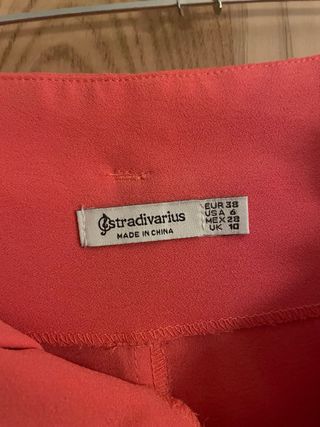 stradivarius
MADE IN CHINA
EUR 38
USA 6
MEX 28
UK 10